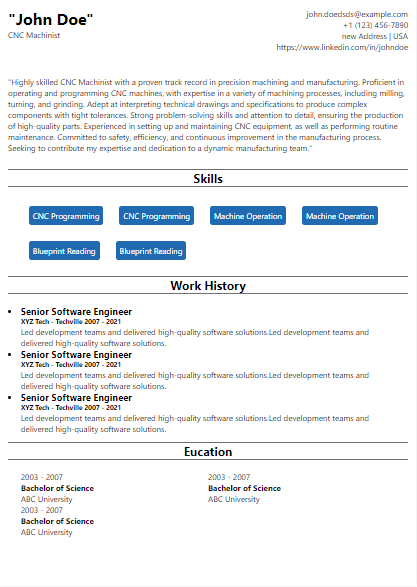 "John Doe"
CNC Machinist
john.doedsds@example.com
+1 (123) 456-7890
new Address | USA
https://www.linkedin.com/in/johndoe
"Highly skilled CNC Machinist with a proven track record in precision machining and manufacturing. Proficient in
operating and programming CNC machines, with expertise in a variety of machining processes, including milling,
turning, and grinding. Adept at interpreting technical drawings and specifications to produce complex
components with tight tolerances. Strong problem-solving skills and attention to detail, ensuring the production
of high-quality parts. Experienced in setting up and maintaining CNC equipment, as well as performing routine
maintenance. Committed to safety, efficiency, and continuous improvement in the manufacturing process.
Seeking to contribute my expertise and dedication to a dynamic manufacturing team."
Skills
CNC Programming
CNC Programming
Machine Operation
Machine Operation
Blueprint Reading
Blueprint Reading
Work History
Senior Software Engineer
XYZ Tech - Techville 2007 - 2021
Led development teams and delivered high-quality software solutions.Led development teams and
delivered high-quality software solutions.
Senior Software Engineer
XYZ Tech - Techville 2007 - 2021
Led development teams and delivered high-quality software solutions.Led development teams and
delivered high-quality software solutions.
Senior Software Engineer
XYZ Tech - Techville 2007 - 2021
Led development teams and delivered high-quality software solutions.Led development teams and
delivered high-quality software solutions.
Eucation
2003 - 2007
Bachelor of Science
ABC University
2003 - 2007
Bachelor of Science
ABC University
2003 - 2007
Bachelor of Science
ABC University